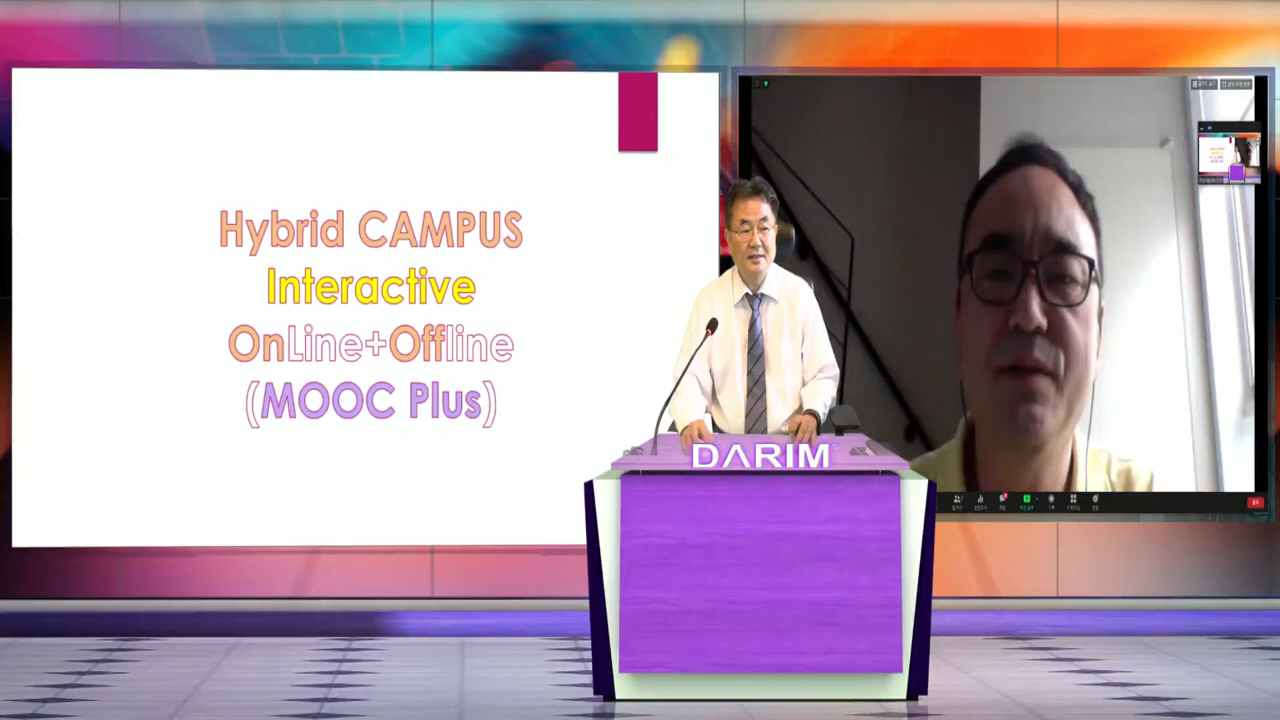 Hybrid CAMPUS
Interactive
OnLine+Offline
(MOOC Plus)
DARIM